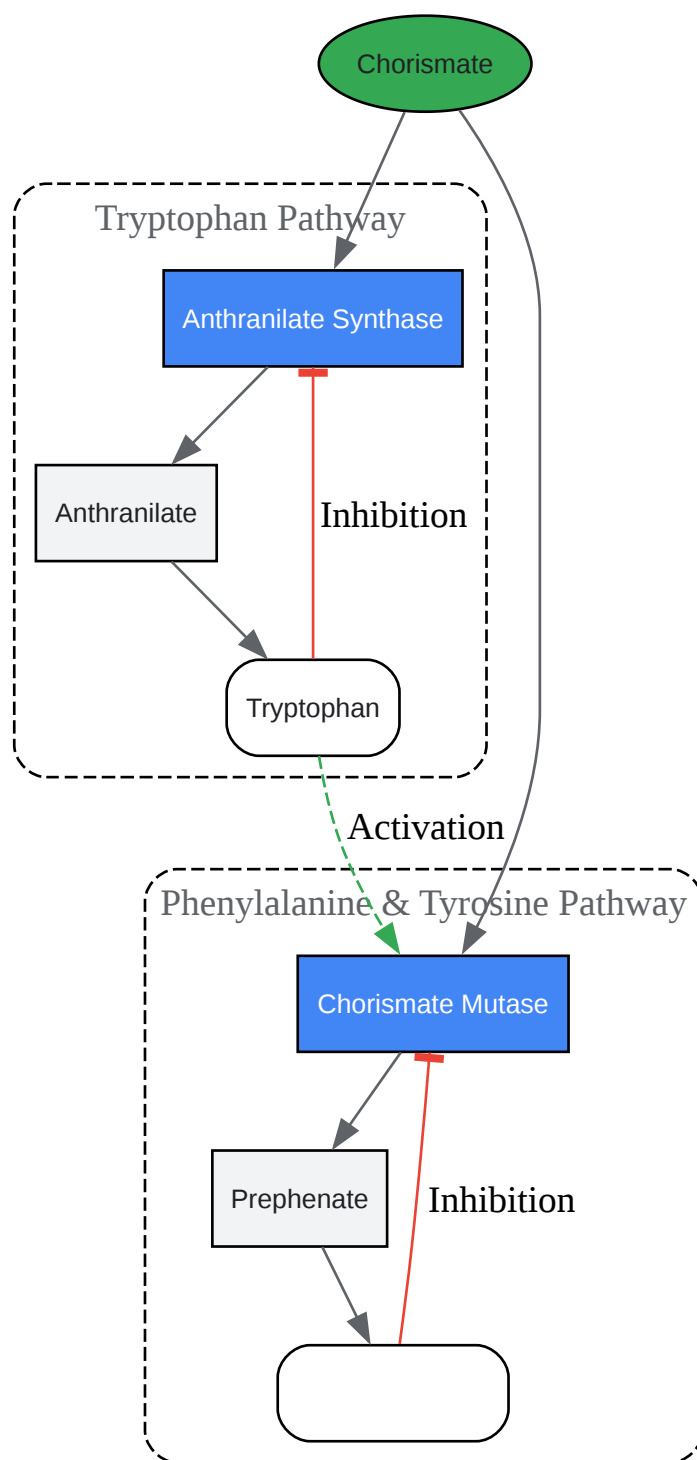 Chorismate
Tryptophan Pathway
Anthranilate Synthase
Anthranilate
Inhibition
Tryptophan
Activation
Phenylalanine & Tyrosine Pathway
Chorismate Mutase
Prephenate
Inhibition